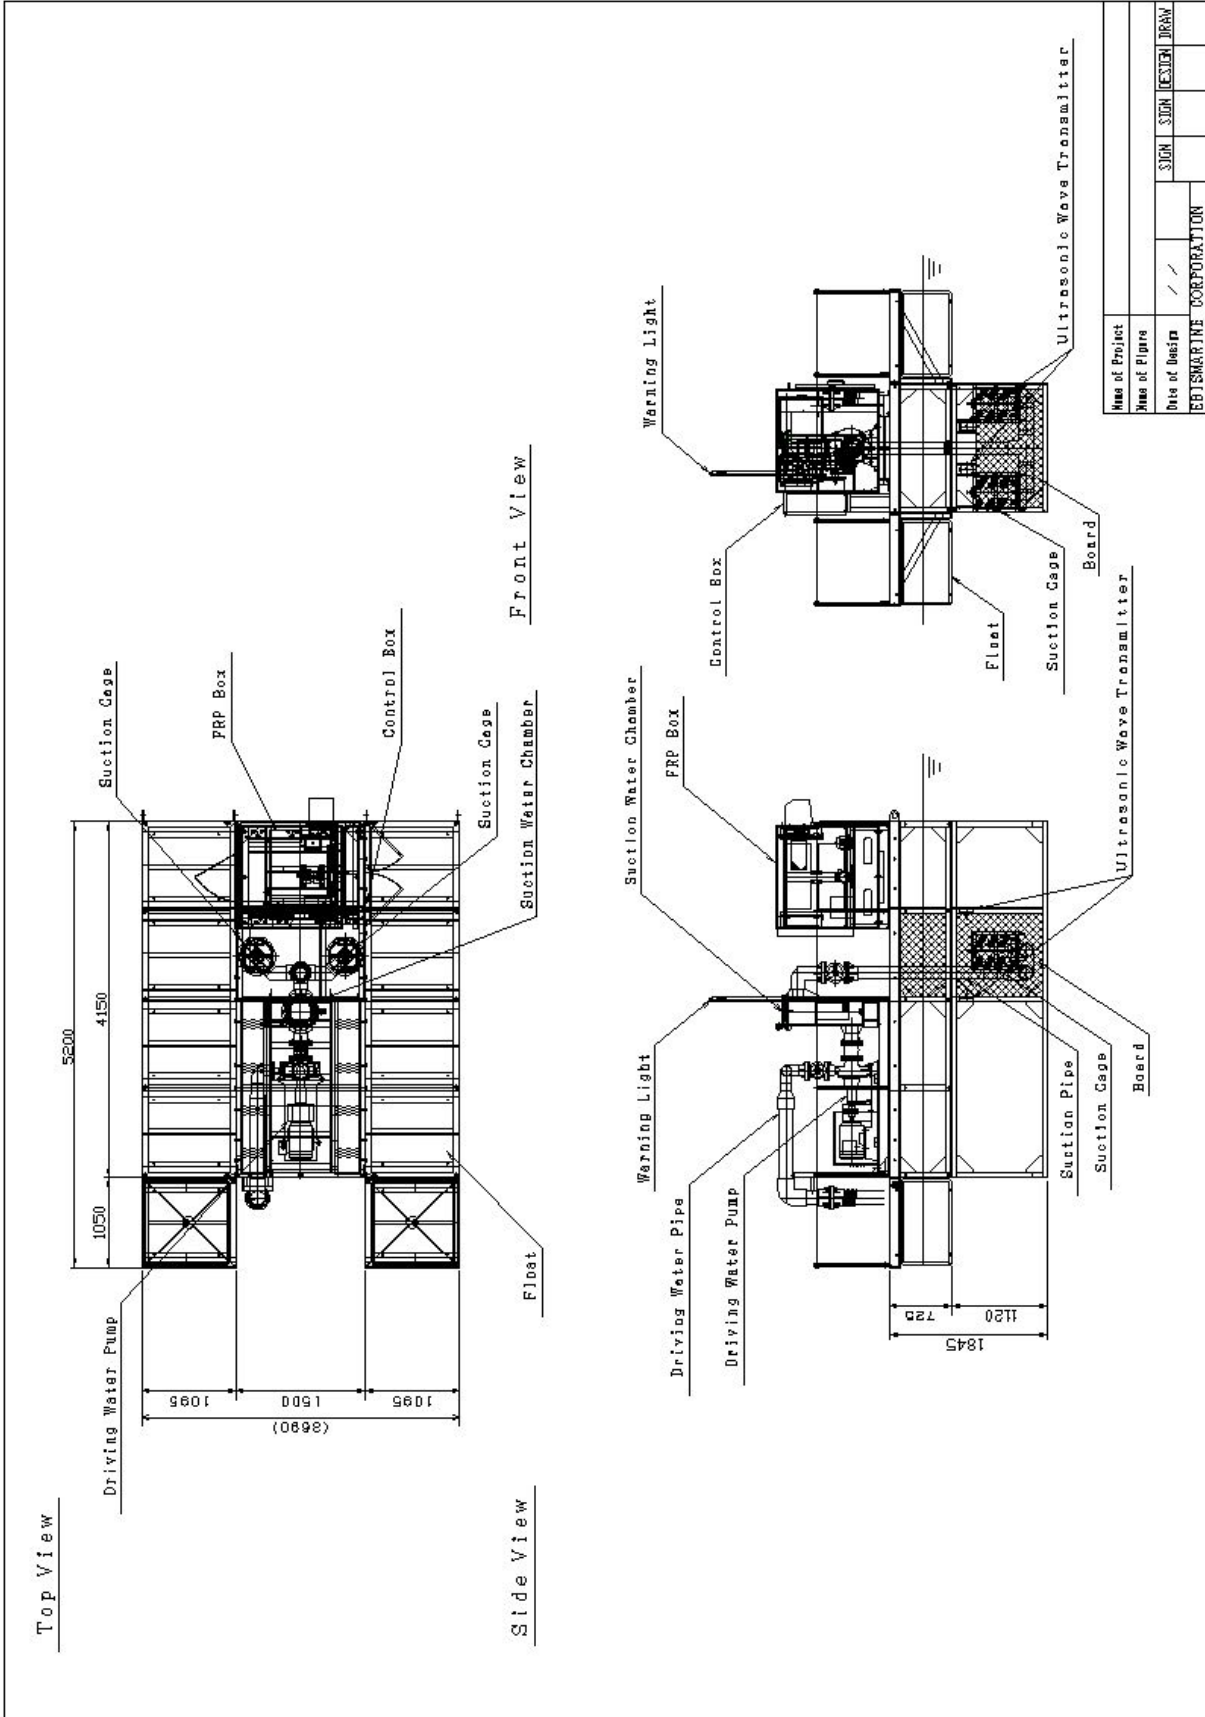 Top View
Driving Water Pump
Float
Suction Cage
FRP Box
Control Box
Suction Cage
Suction Water Chamber
5200
1050
4150
1095
1500
1095
(3690)
Side View
Driving Water Pipe
Driving Water Pump
Warning Light
Suction Water Chamber
FRP Box
725
1120
1845
Suction Pipe
Suction Cage
Board
Ultrasonic Wave Transmitter
Front View
Control Box
Warning Light
Float
Suction Cage
Board
Ultrasonic Wave Transmitter
Name of Project
Name of Figure
Date of Design / / SIGN SIGN DESIGN DRAW
EBISMARINE CORPORATION